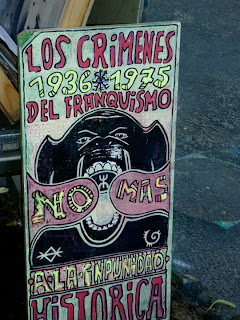 LOS CRIMENES
1936*1975
DEL FRANQUISMO
NO MAS
A LA IMPUNIDAD
HISTORICA